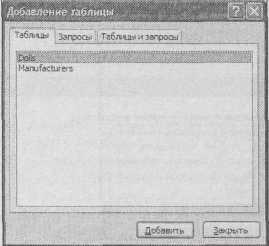 Добавление таблицы
Таблицы Запросы Таблицы и запросы
Dolls
Manufacturers
Добавить Закрыть